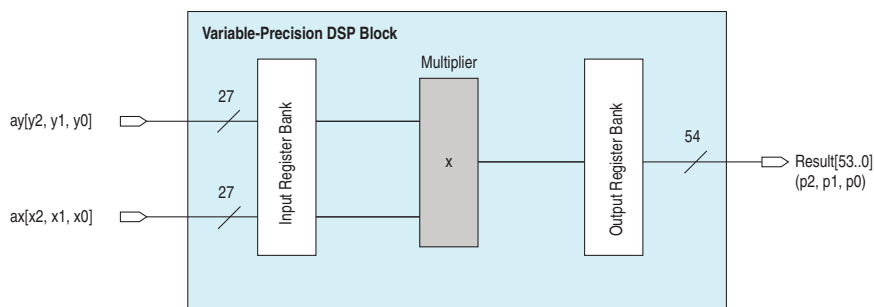 Variable-Precision DSP Block
Multiplier
27
ay[y2, y1, y0]
Input Register Bank
x
Output Register Bank
54
Result[53..0]
(p2, p1, p0)
27
ax[x2, x1, x0]